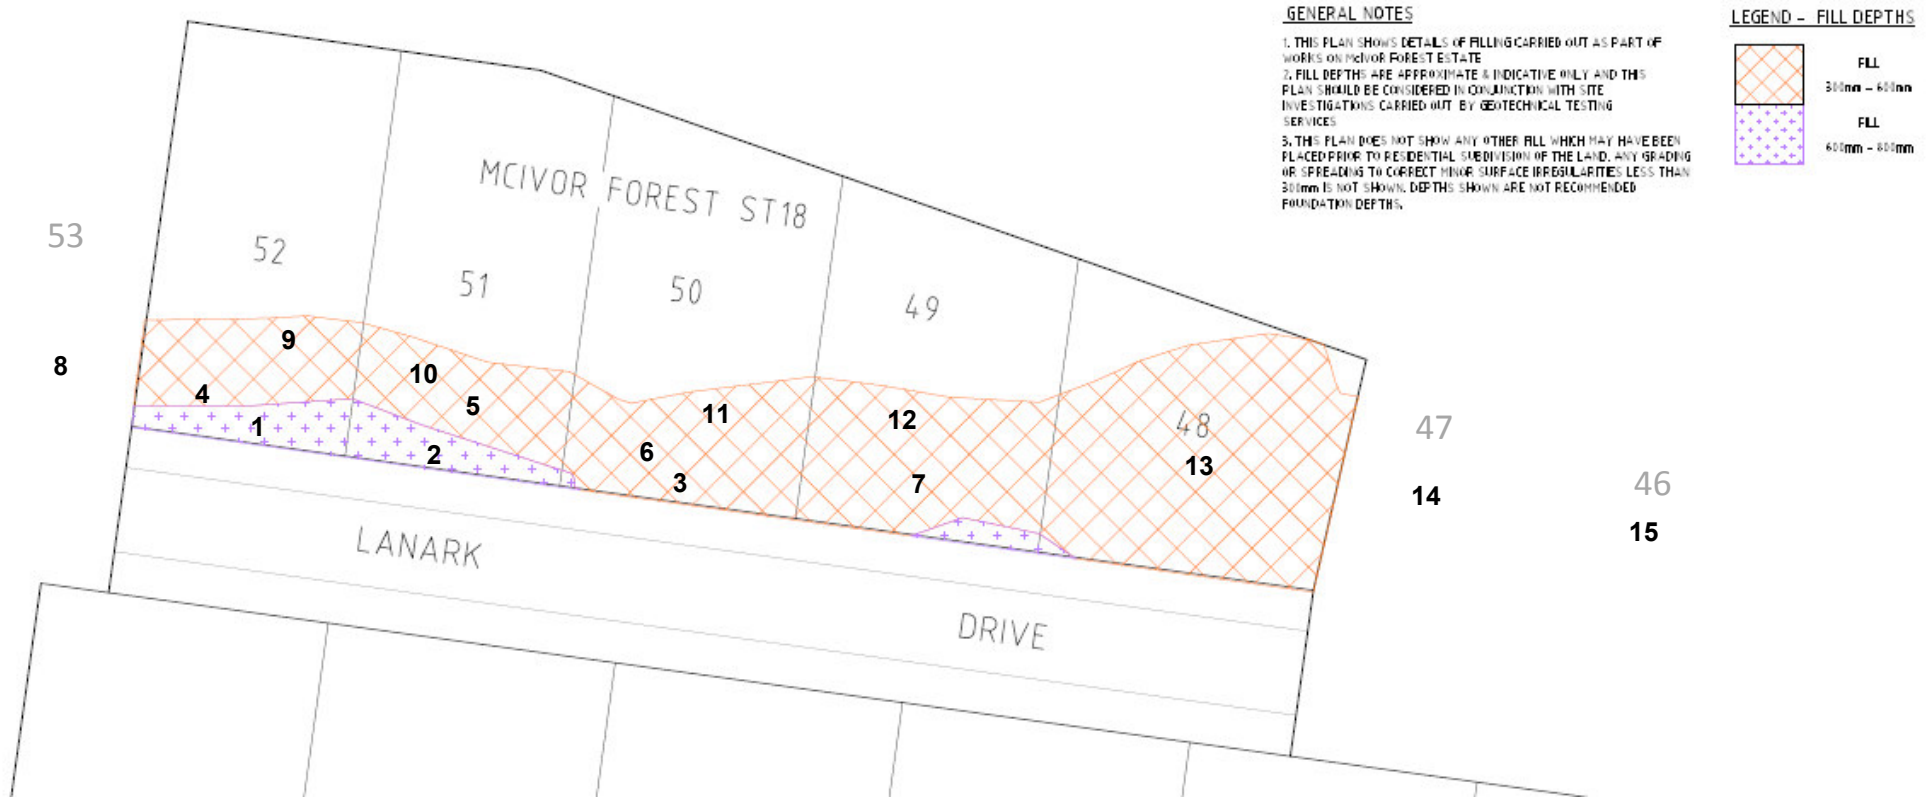 GENERAL NOTES
1. THIS PLAN SHOWS DETAILS OF FILLING CARRIED OUT AS PART OF
WORKS ON McIVOR FOREST ESTATE
2. FILL DEPTHS ARE APPROXIMATE & INDICATIVE ONLY AND THIS
PLAN SHOULD BE CONSIDERED IN CONJUNCTION WITH SITE
INVESTIGATIONS CARRIED OUT BY GEOTECHNICAL TESTING
SERVICES
3. THIS PLAN DOES NOT SHOW ANY OTHER FILL WHICH MAY HAVE BEEN
PLACED PRIOR TO RESIDENTIAL SUBDIVISION OF THE LAND. ANY GRADING
OR SPREADING TO CORRECT MINOR SURFACE IRREGULARITIES LESS THAN
300mm IS NOT SHOWN. DEPTHS SHOWN ARE NOT RECOMMENDED
FOUNDATION DEPTHS.
LEGEND - FILL DEPTHS
FILL
300mm - 600mm
FILL
600mm - 800mm
MCIVOR FOREST ST18
53
52
51
50
49
48
47
46
8
9
10
11
12
13
14
15
4
5
6
7
1
2
3
LANARK
DRIVE